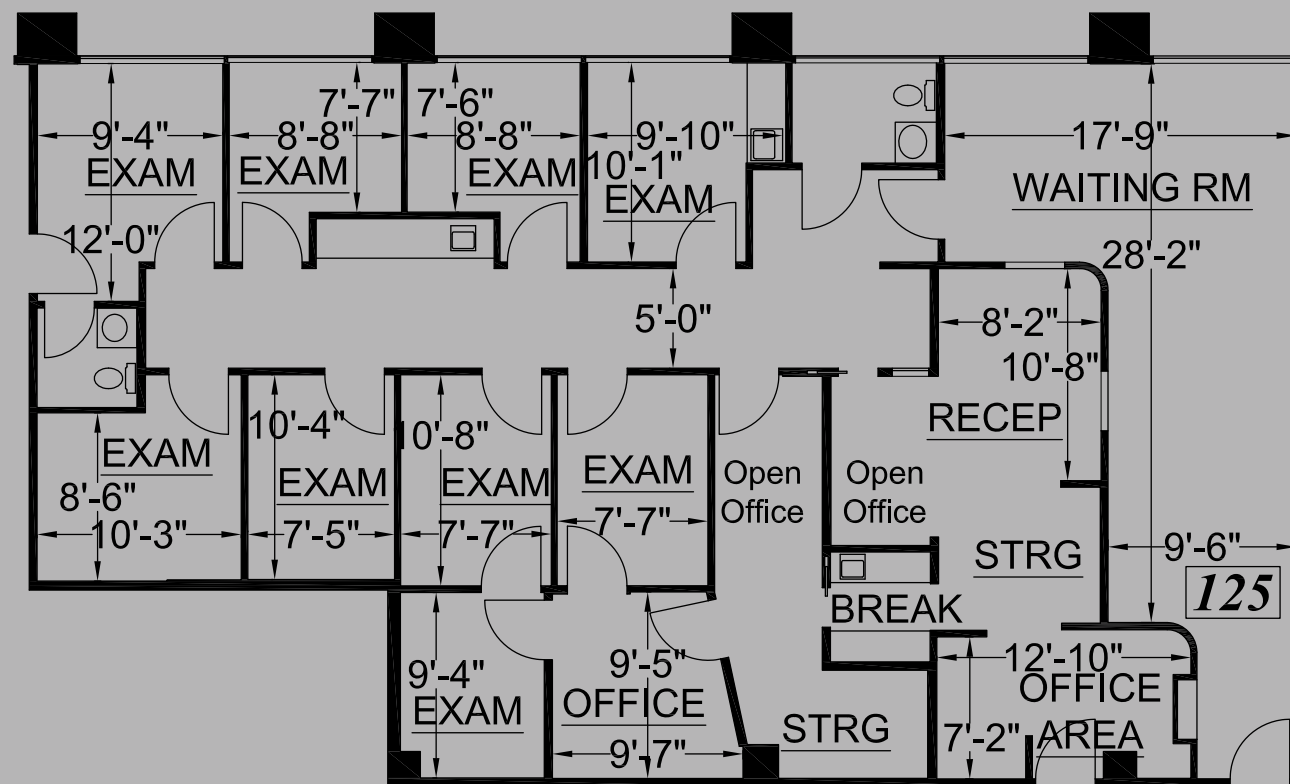 7'-7"
7'-6"
9'-4"
8'-8"
8'-8"
9'-10"
17'-9"
EXAM
EXAM
EXAM
10'-1"
EXAM
WAITING RM
12'-0"
28'-2"
5'-0"
8'-2"
10'-8"
RECEP
10'-4"
10'-8"
EXAM
EXAM
EXAM
EXAM
8'-6"
10'-3"
7'-5"
7'-7"
7'-7"
Open
Office
Open
Office
STRG
9'-6"
125
BREAK
9'-4"
EXAM
9'-5"
OFFICE
9'-7"
STRG
12'-10"
OFFICE
AREA
7'-2"